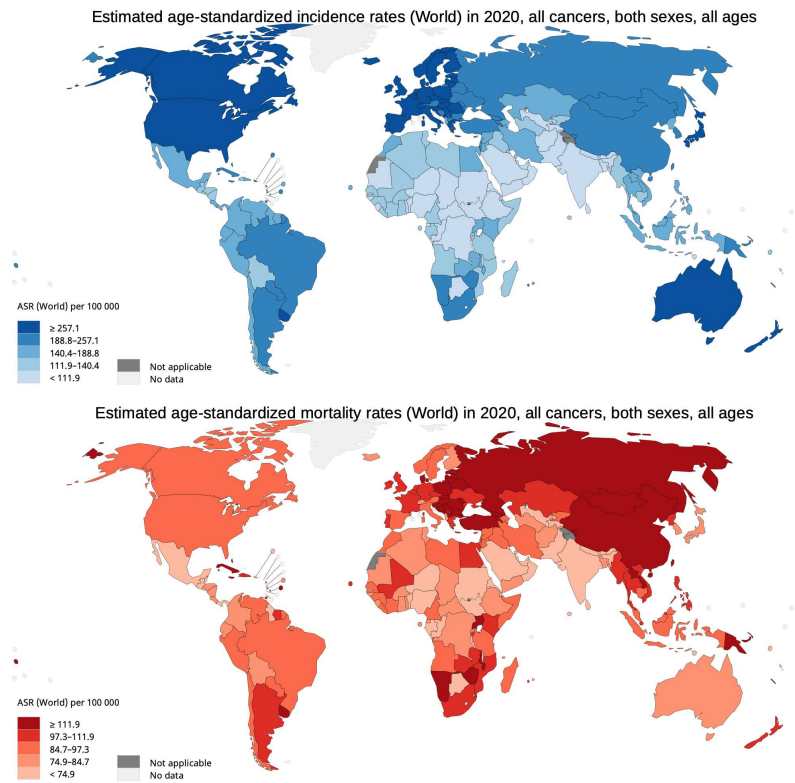 Estimated age-standardized incidence rates (World) in 2020, all cancers, both sexes, all ages
ASR (World) per 100 000
≥ 257.1
188.8–257.1
140.4–188.8
111.9–140.4
< 111.9
Not applicable
No data
Estimated age-standardized mortality rates (World) in 2020, all cancers, both sexes, all ages
ASR (World) per 100 000
≥ 111.9
97.3–111.9
84.7–97.3
74.9–84.7
< 74.9
Not applicable
No data